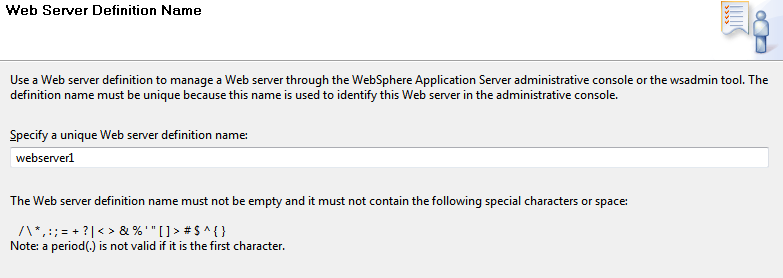 Web Server Definition Name
Use a Web server definition to manage a Web server through the WebSphere Application Server administrative console or the wsadmin tool. The
definition name must be unique because this name is used to identify this Web server in the administrative console.
Specify a unique Web server definition name:
webserver1
The Web server definition name must not be empty and it must not contain the following special characters or space:
/ \ * , : ; = + ? | < > & % ' " [ ] > # $ ^ { }
Note: a period(.) is not valid if it is the first character.